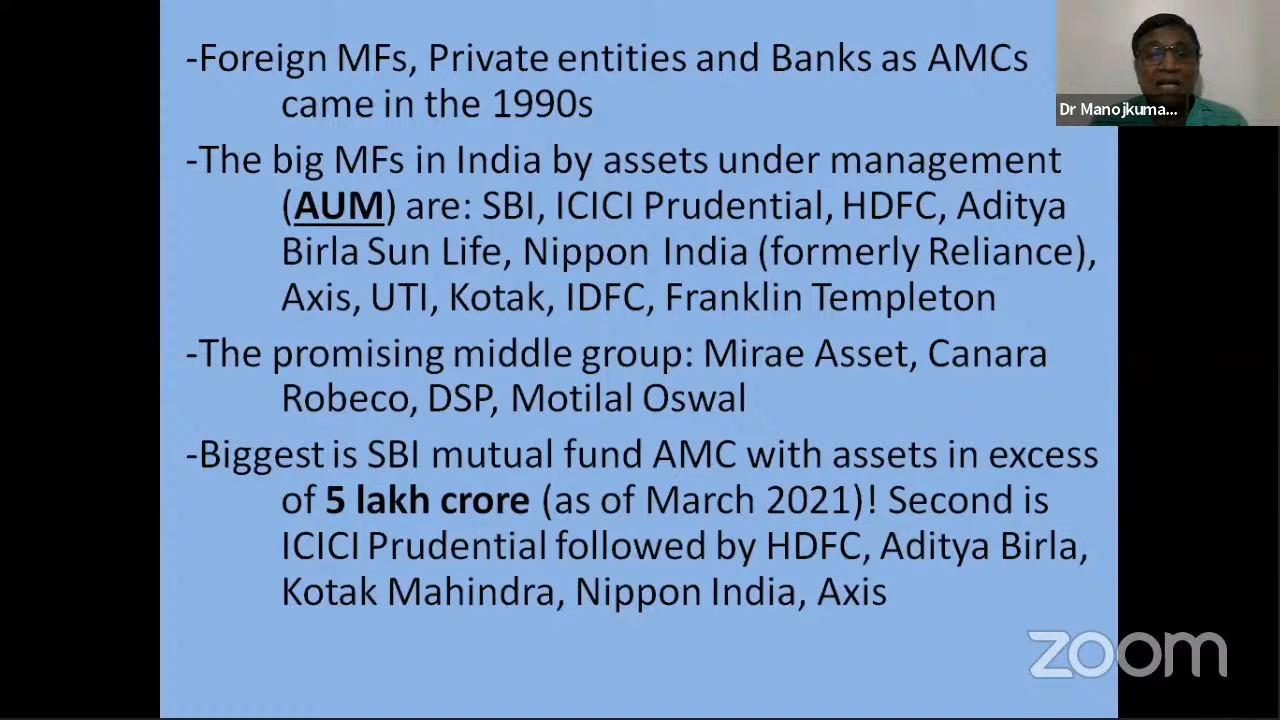 -Foreign MFs, Private entities and Banks as AMCs
came in the 1990s
-The big MFs in India by assets under management
(AUM) are: SBI, ICICI Prudential, HDFC, Aditya
Birla Sun Life, Nippon India (formerly Reliance),
Axis, UTI, Kotak, IDFC, Franklin Templeton
-The promising middle group: Mirae Asset, Canara
Robeco, DSP, Motilal Oswal
-Biggest is SBI mutual fund AMC with assets in excess
of 5 lakh crore (as of March 2021)! Second is
ICICI Prudential followed by HDFC, Aditya Birla,
Kotak Mahindra, Nippon India, Axis
Dr Manojkuma...
zoom